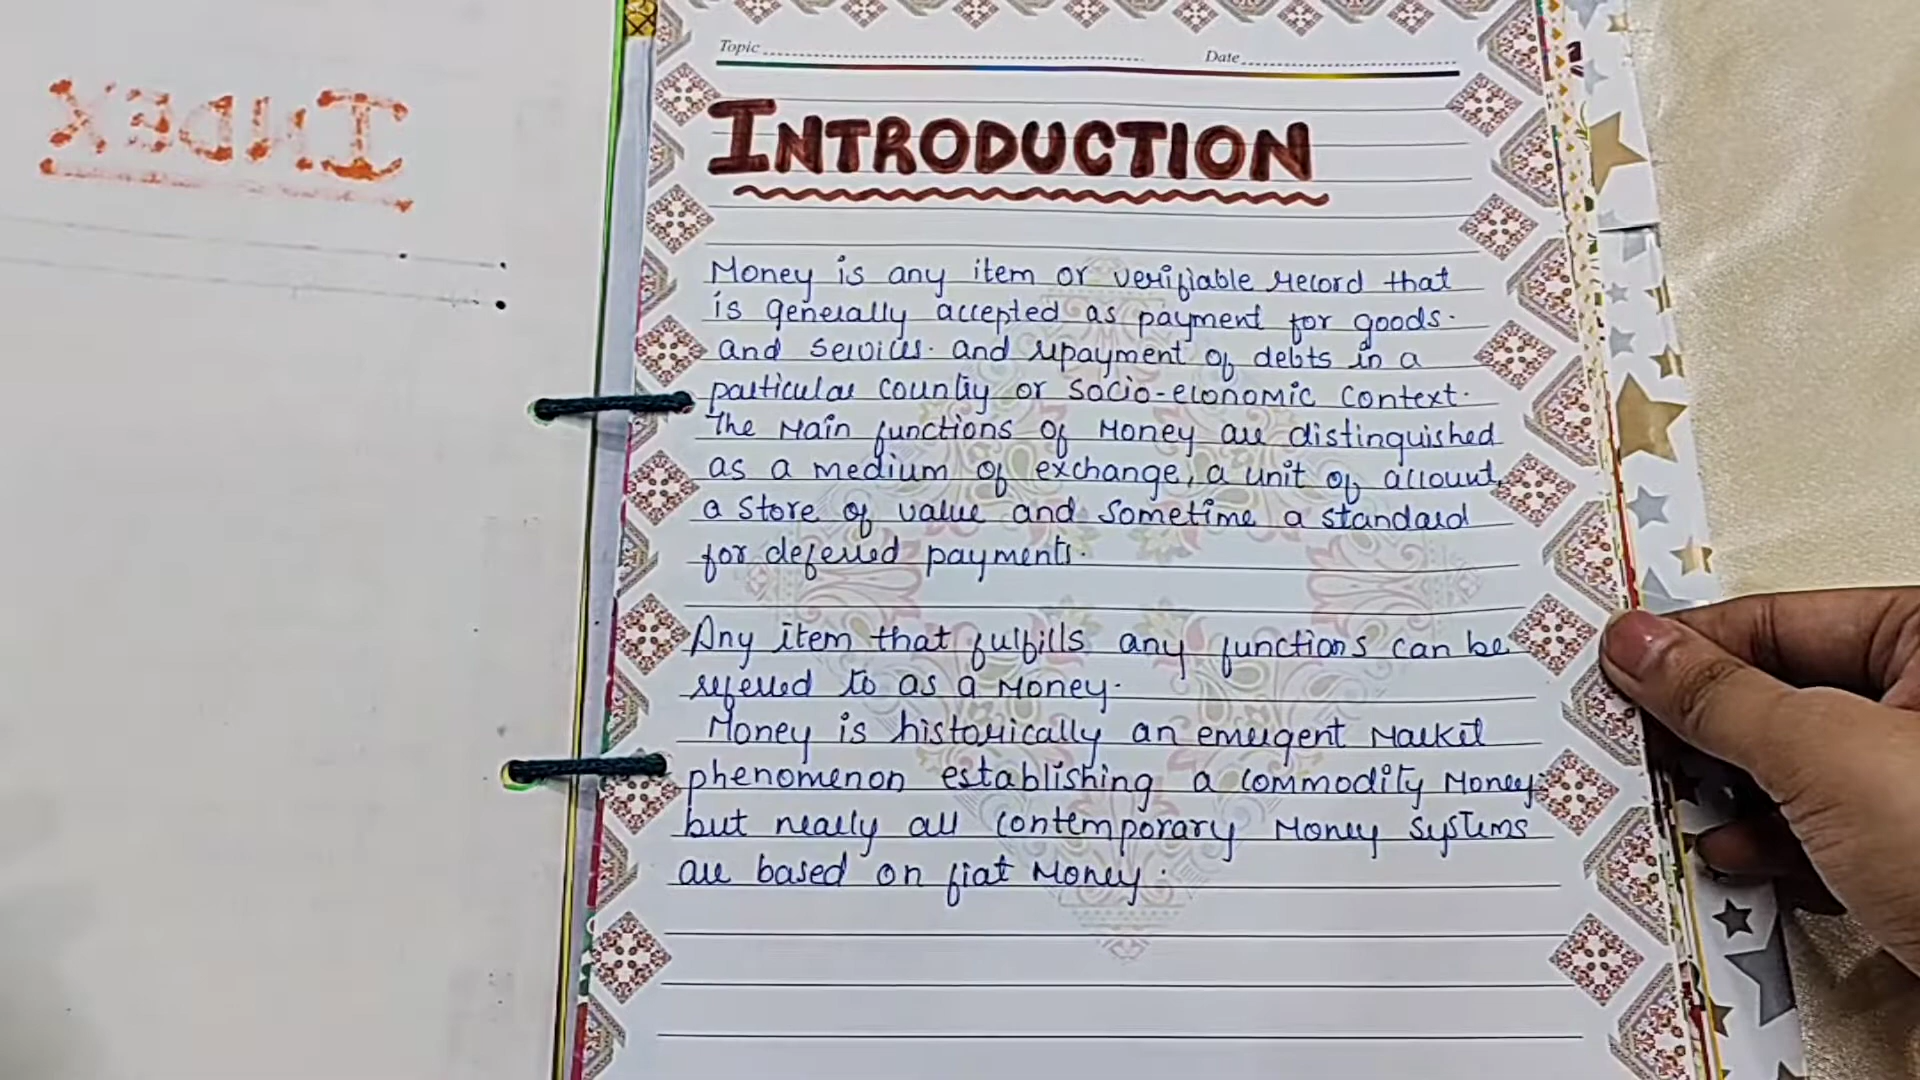 INDEX
Topic
Date
INTRODUCTION
Money is any item or verifiable record that
is generally accepted as payment for goods.
and services. and repayment of debts in a
particular country or socio-economic context.
The Main functions of Money are distinguished
as a medium of exchange, a unit of account,
a store of value and sometime a standard
for deferred payments.
Any item that fulfills any functions can be
referred to as a Money.
Money is historically an emergent Market
phenomenon establishing a commodity Money
but nearly all contemporary Money systems
are based on fiat Money.